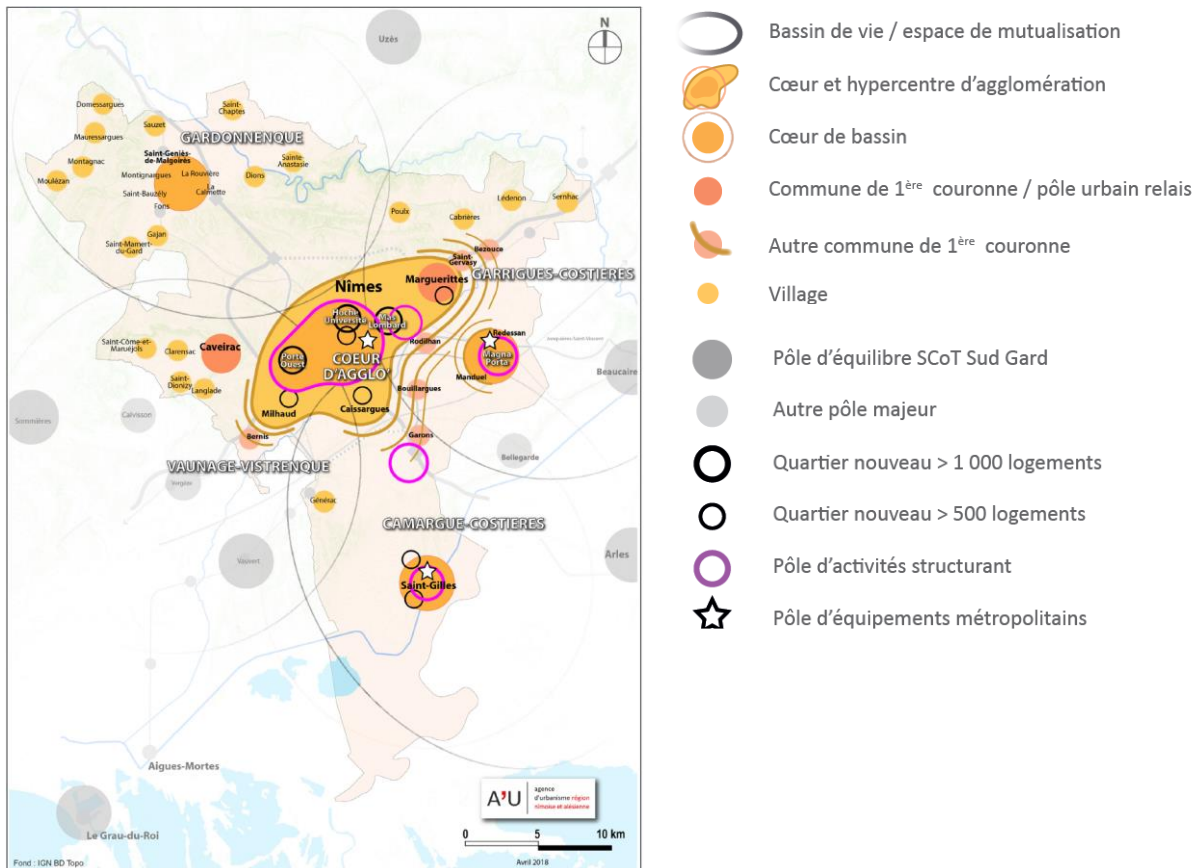 Uzès
N
Domessargues
Saint-
Chaptes
Sauzet
Mauressargues
GARDONNENQUE
Saint-Geniès-
de-Malgoirès
Montagnac
Sainte-
Anastasie
Montignargues
La Rouvière
Dions
Moulézan
La
Calmette
Saint-Bauzély
Fons
Lédenon
Sernhac
Poulx
Cabrières
Gajan
Saint-Mamert-
du-Gard
Bezouce
Saint-
Gervasy
GARRIGUES-COSTIERES
Marguerittes
Nîmes
Hoche
Université
Mas
Lombard
Redessan
Jonquières-Saint-Vincent
Rodilhan
Saint-Côme-et-
Maruéjols
Clarensac
Caveirac
Porte
Ouest
COEUR
D'AGGLO'
Magna
Porta
Manduel
Beaucaire
Saint-
Dionizy
Langlade
Bouillargues
Milhaud
Caissargues
Sommières
Calvisson
Bernis
Garons
Bellegarde
VAUNAGE-VISTRENQUE
Vergèze
Générac
CAMARGUE-COSTIERES
Vauvert
Arles
Saint-Gilles
Aigues-Mortes
Le Grau-du-Roi
A'U
agence
d'urbanisme région
nîmoise et alésienne
0 5 10 km
Fond : IGN BD Topo
Avril 2018
Bassin de vie / espace de mutualisation
Cœur et hypercentre d'agglomération
Cœur de bassin
Commune de 1ère couronne / pôle urbain relais
Autre commune de 1ère couronne
Village
Pôle d'équilibre SCoT Sud Gard
Autre pôle majeur
Quartier nouveau > 1 000 logements
Quartier nouveau > 500 logements
Pôle d'activités structurant
Pôle d'équipements métropolitains